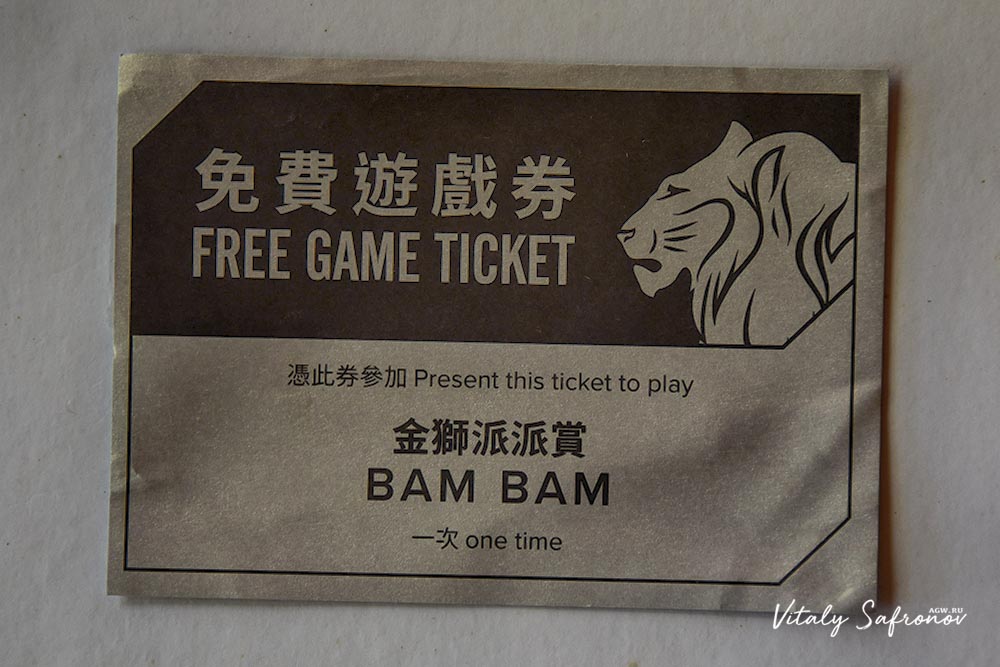 免費遊戲券
FREE GAME TICKET
憑此券參加 Present this ticket to play
金獅派派賞
BAM BAM
一次 one time
AGW.RU
Vitaly Safronov